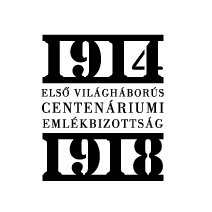 1914
ELSŐ VILÁGHÁBORÚS
CENTENÁRIUMI
EMLÉKBIZOTTSÁG
1918